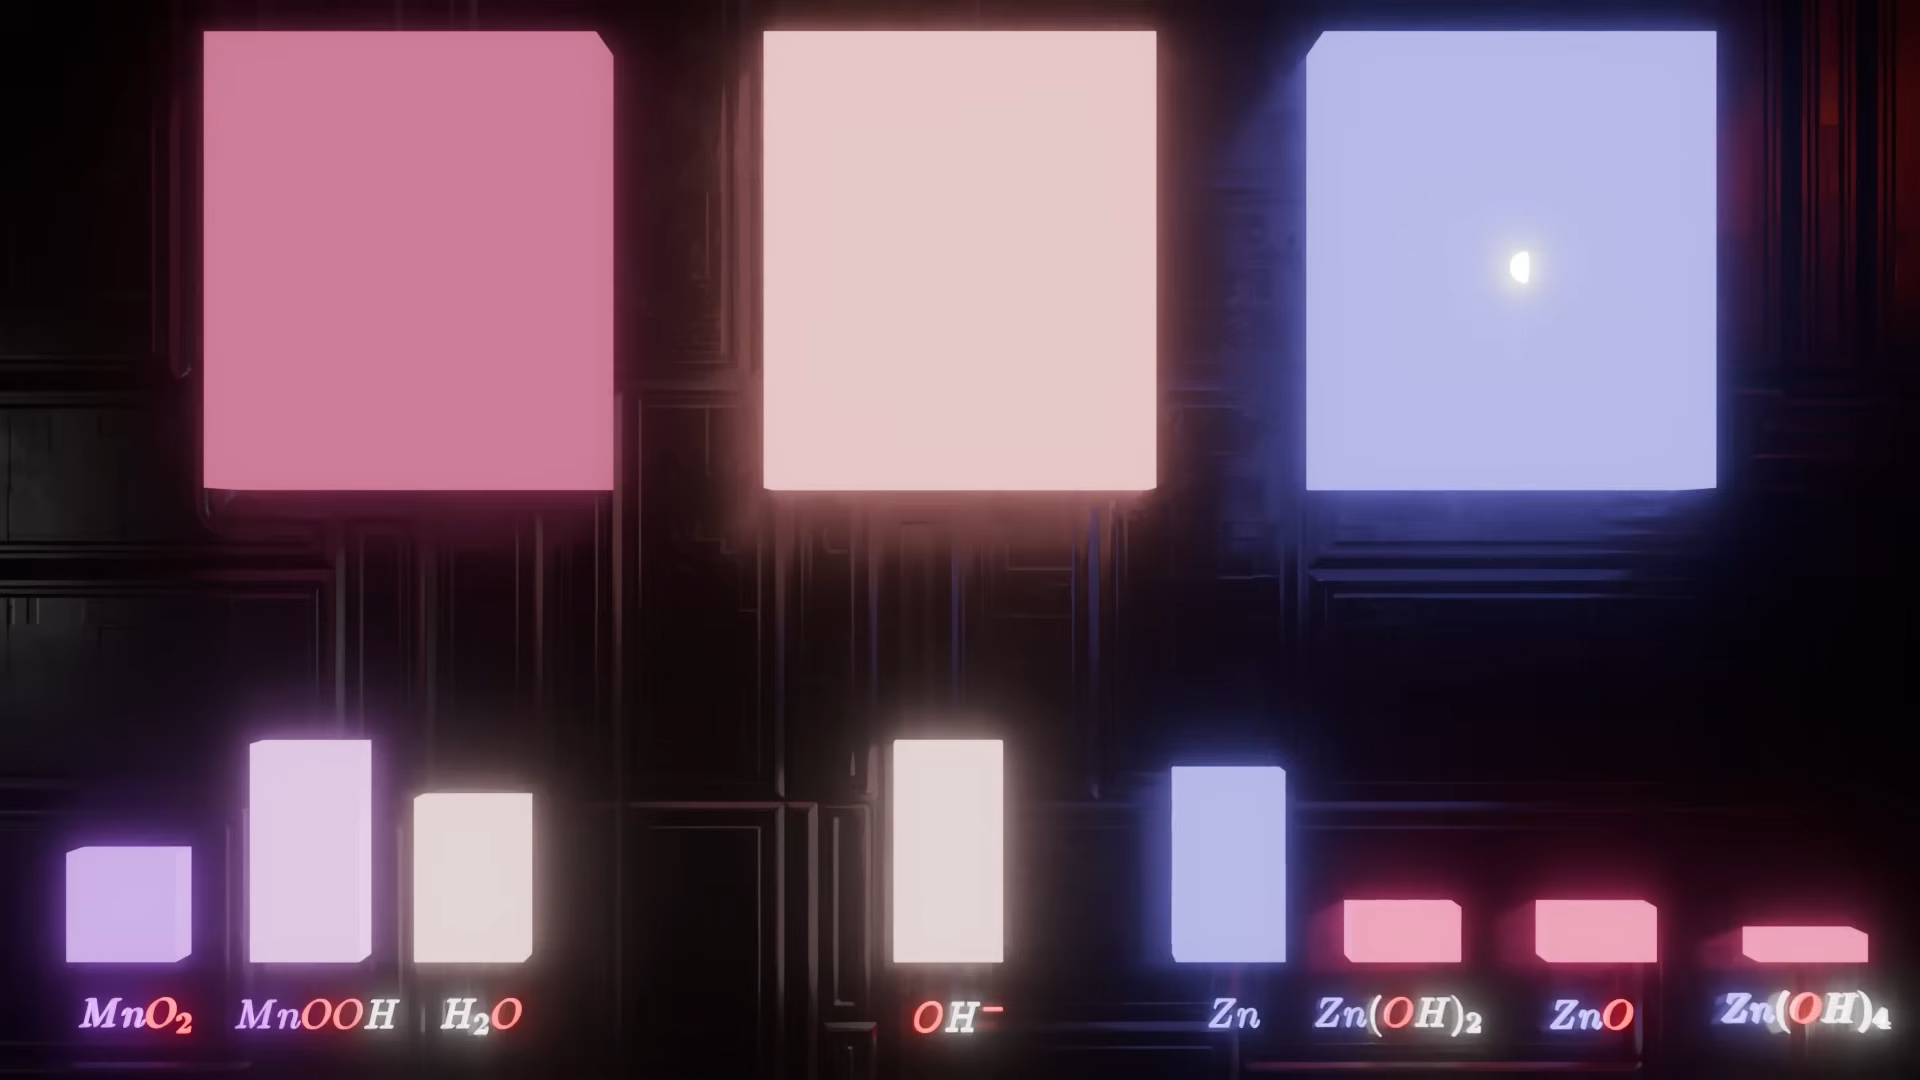 MnO₂ MnOOH H₂O OH⁻ Zn Zn(OH)₂ ZnO Zn(OH)₄